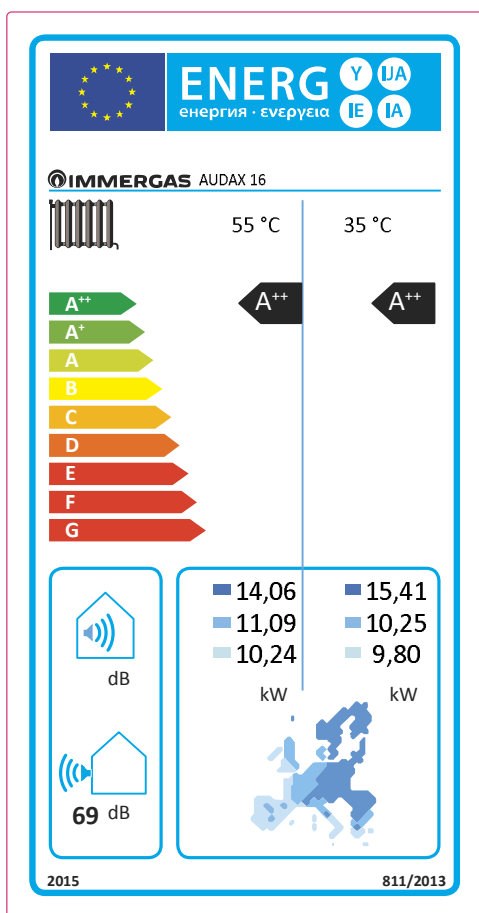 ENERG Y IJA
енергия · ενεργεια IE IA
IMMERGAS AUDAX 16
55 °C 35 °C
A++ A++
A++
A+
A
B
C
D
E
F
G
14,06 15,41
11,09 10,25
10,24 9,80
kW kW
dB
69 dB
2015 811/2013